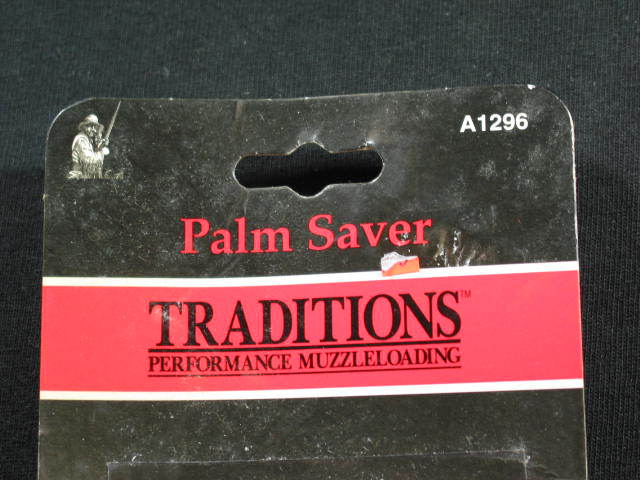 A1296
Palm Saver
TRADITIONS™
PERFORMANCE MUZZLELOADING